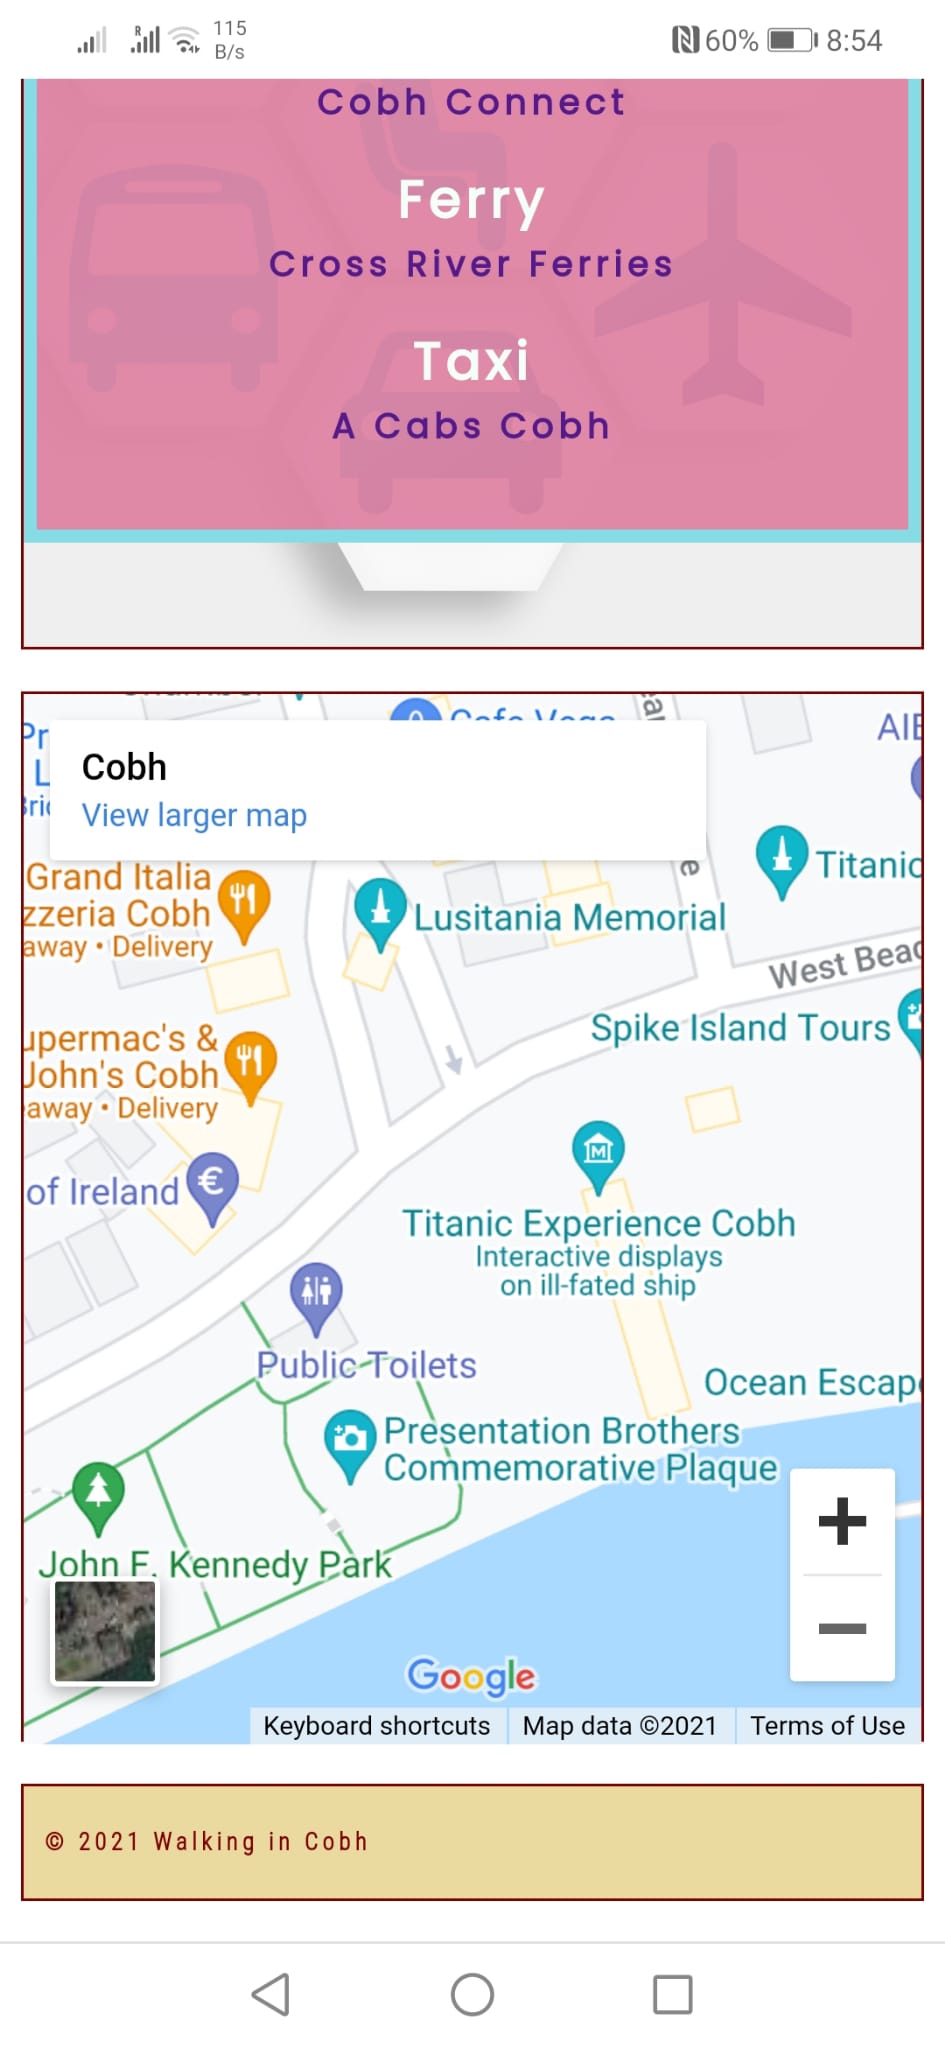 115
B/s
R
60%
8:54
Cobh Connect
Ferry
Cross River Ferries
Taxi
A Cabs Cobh
Cobh
View larger map
AIB
Grand Italia
zzeria Cobh
away • Delivery
Lusitania Memorial
Titanic
West Beac
Spike Island Tours
upermac's &
John's Cobh
away • Delivery
of Ireland
€
Titanic Experience Cobh
Interactive displays
on ill-fated ship
Public Toilets
Ocean Escap
Presentation Brothers
Commemorative Plaque
John F. Kennedy Park
Google
Keyboard shortcuts
Map data ©2021
Terms of Use
© 2021 Walking in Cobh